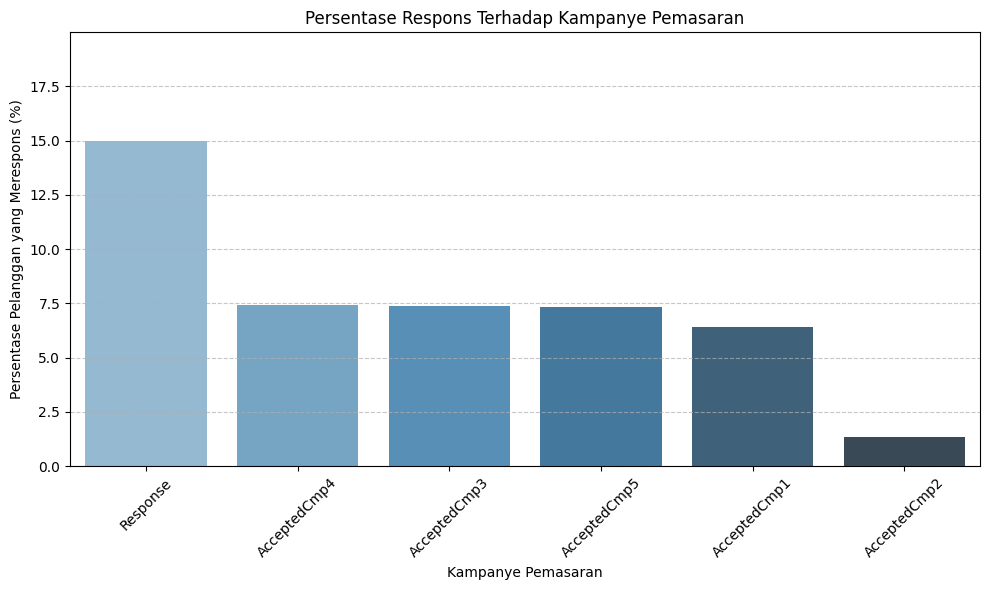 Persentase Respons Terhadap Kampanye Pemasaran
Persentase Pelanggan yang Merespons (%)
17.5
15.0
12.5
10.0
7.5
5.0
2.5
0.0
Response
AcceptedCmp4
AcceptedCmp3
AcceptedCmp5
AcceptedCmp1
AcceptedCmp2
Kampanye Pemasaran